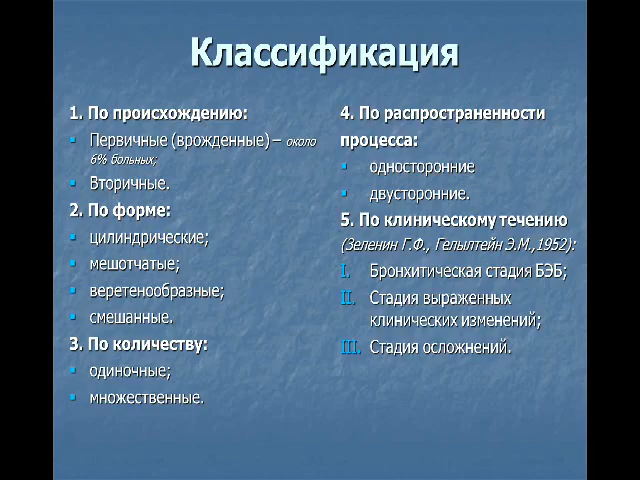 Классификация
1. По происхождению:
Первичные (врожденные) – около
6% больных;
Вторичные.
2. По форме:
цилиндрические;
мешотчатые;
веретенообразные;
смешанные.
3. По количеству:
одиночные;
множественные.
4. По распространенности
процесса:
односторонние
двусторонние.
5. По клиническому течению
(Зеленин Г.Ф., Гелылтейн Э.М.,1952):
I. Бронхитическая стадия БЭБ;
II. Стадия выраженных
клинических изменений;
III. Стадия осложнений.